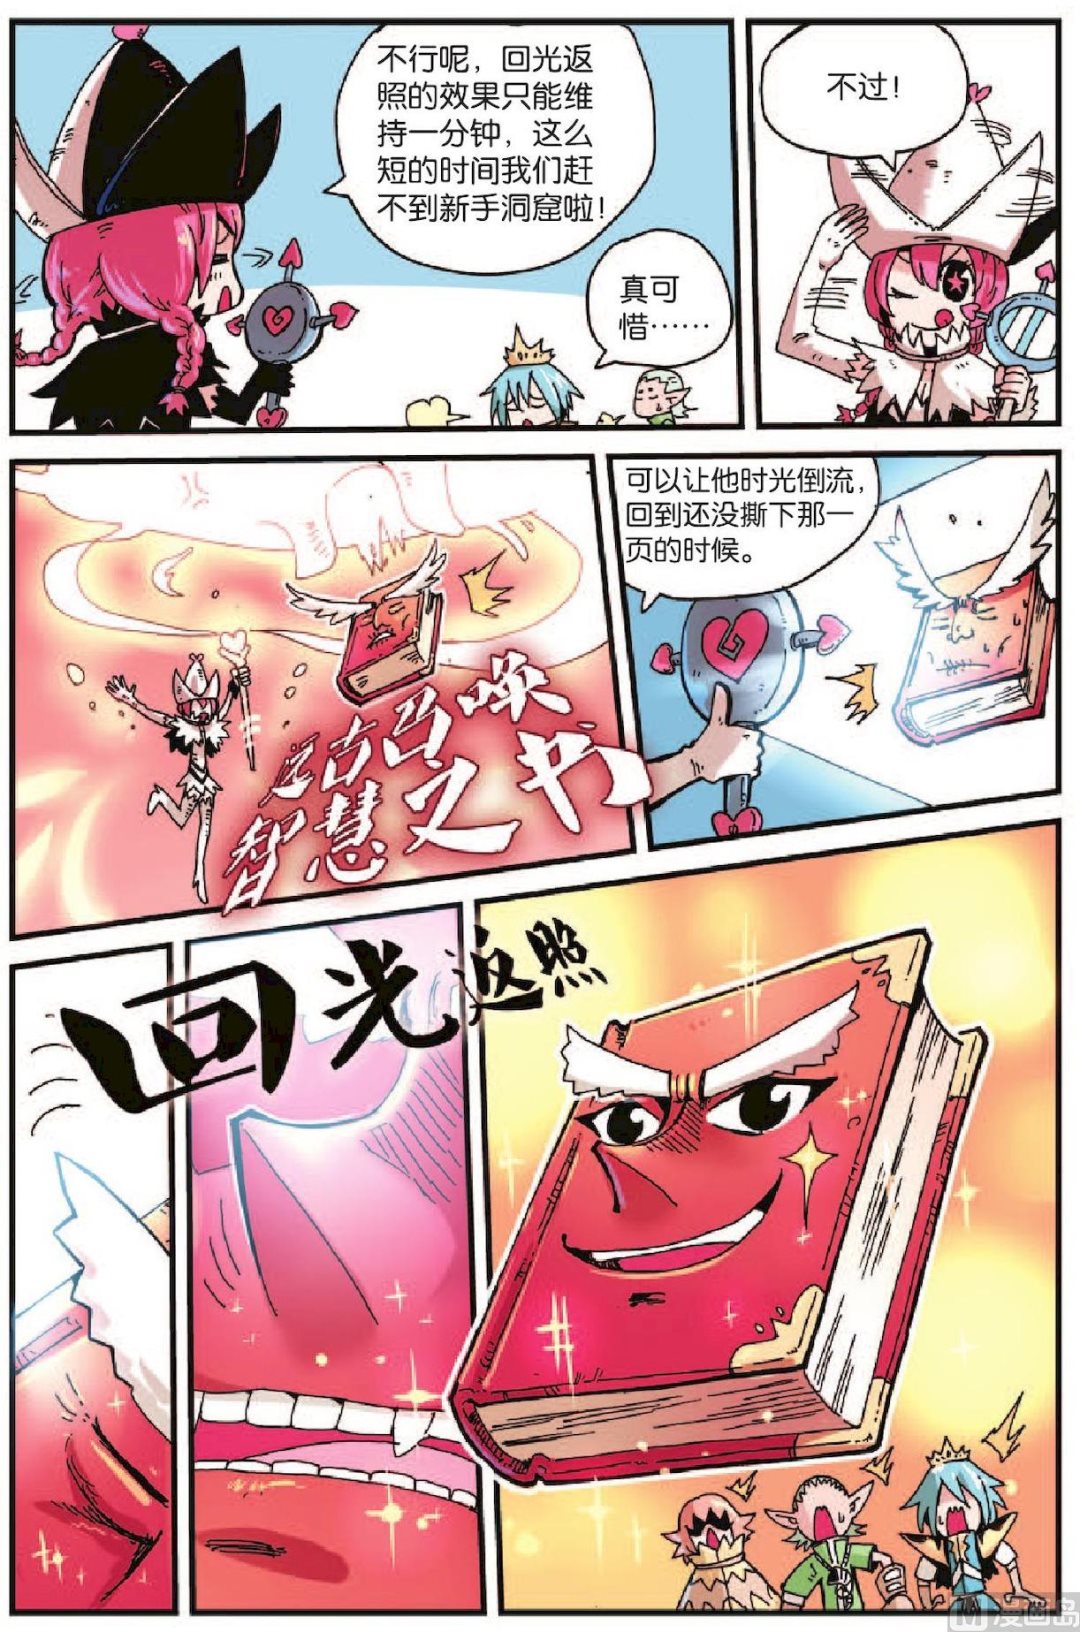 不行呢，回光返
照的效果只能维
持一分钟，这么
短的时间我们赶
不到新手洞窟啦！
真可
惜……
不过！
远古召唤
智慧之书
可以让他时光倒流，
回到还没撕下那一
页的时候。
回光返照
漫画岛